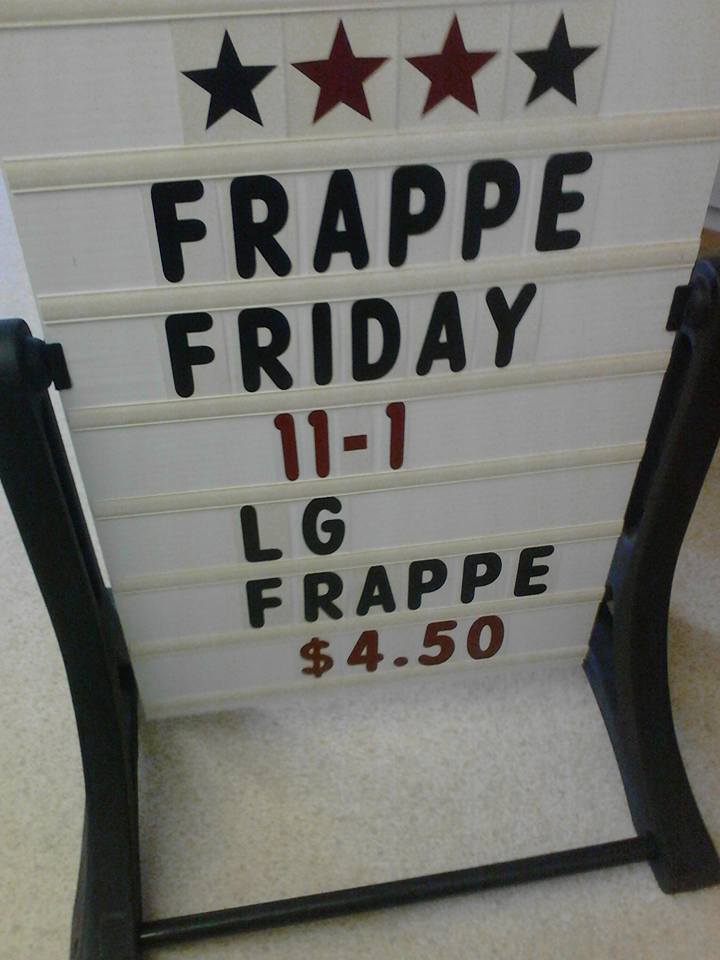 FRAPPE
FRIDAY
11-1
LG
FRAPPE
$4.50